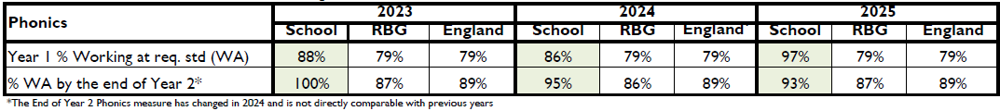 Phonics 2023 2024 2025
School RBG England School RBG England* School RBG England
Year 1 % Working at req. std (WA) 88% 79% 79% 86% 79% 79% 97% 79% 79%
% WA by the end of Year 2* 100% 87% 89% 95% 86% 89% 93% 87% 89%
*The End of Year 2 Phonics measure has changed in 2024 and is not directly comparable with previous years